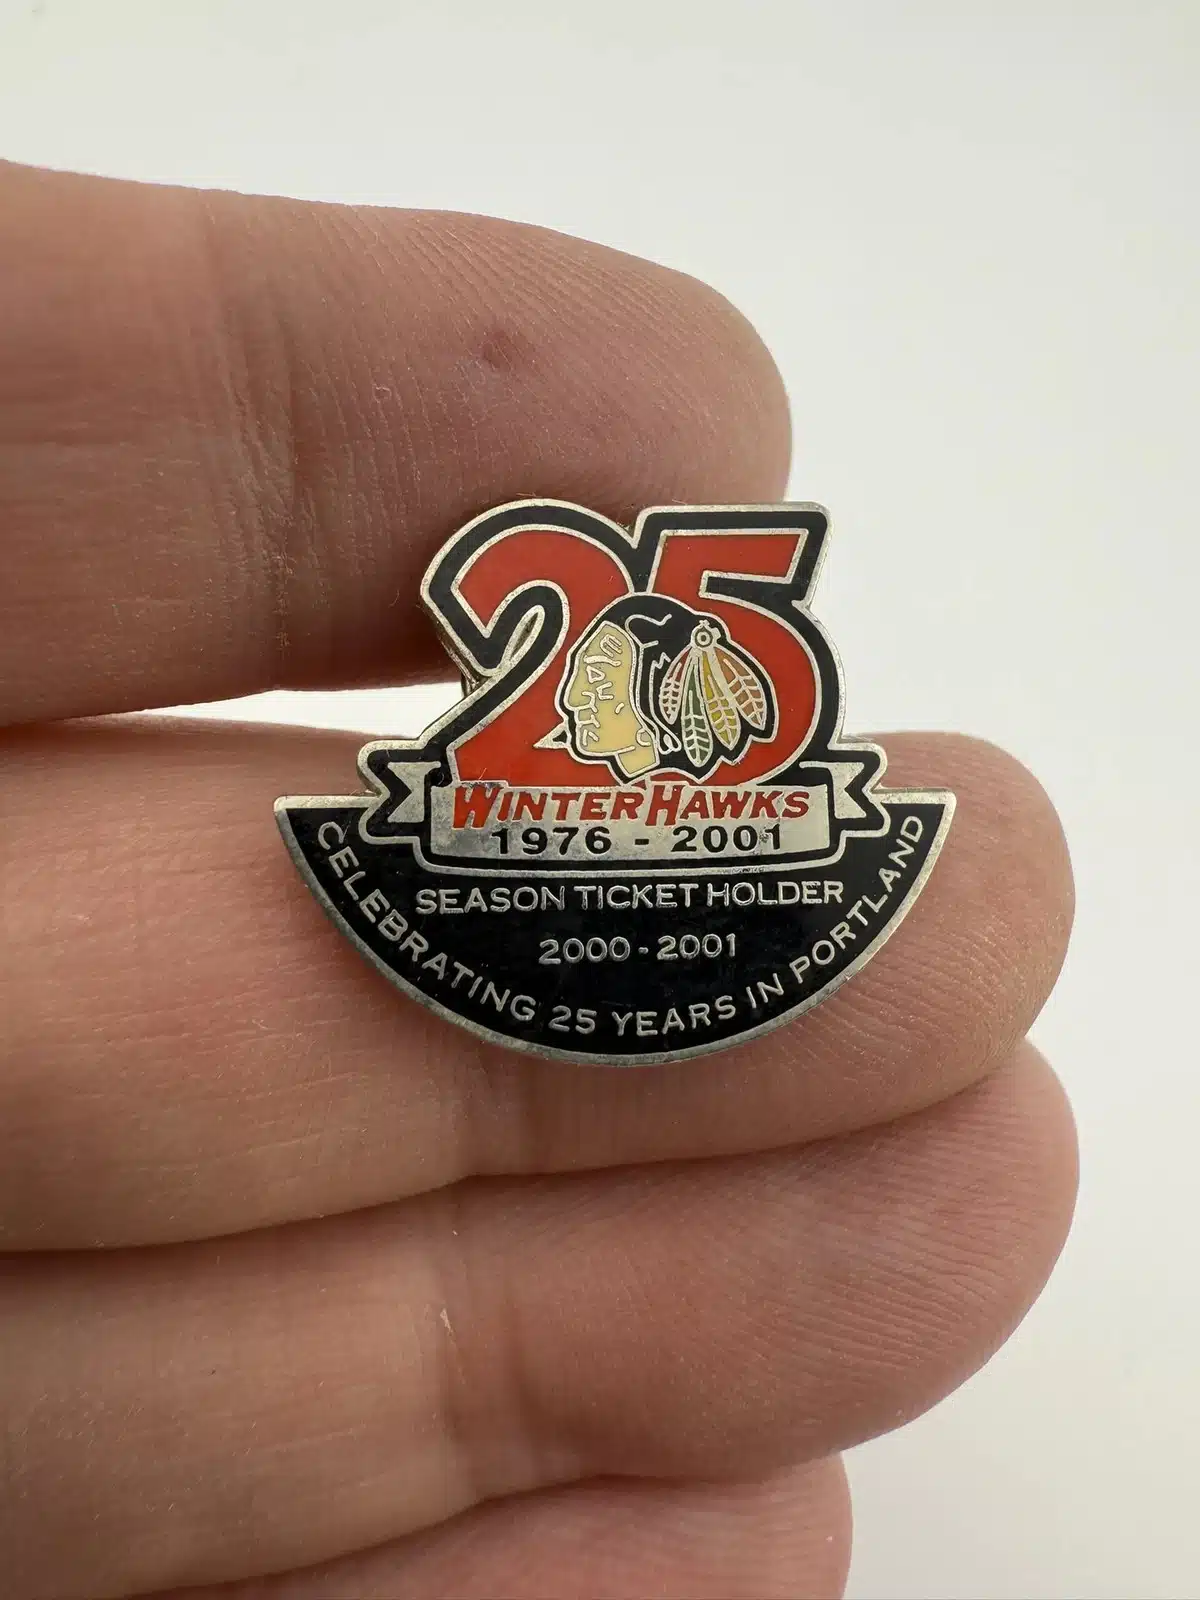 25
WINTERHAWKS
1976 - 2001
SEASON TICKET HOLDER
2000 - 2001
CELEBRATING 25 YEARS IN PORTLAND